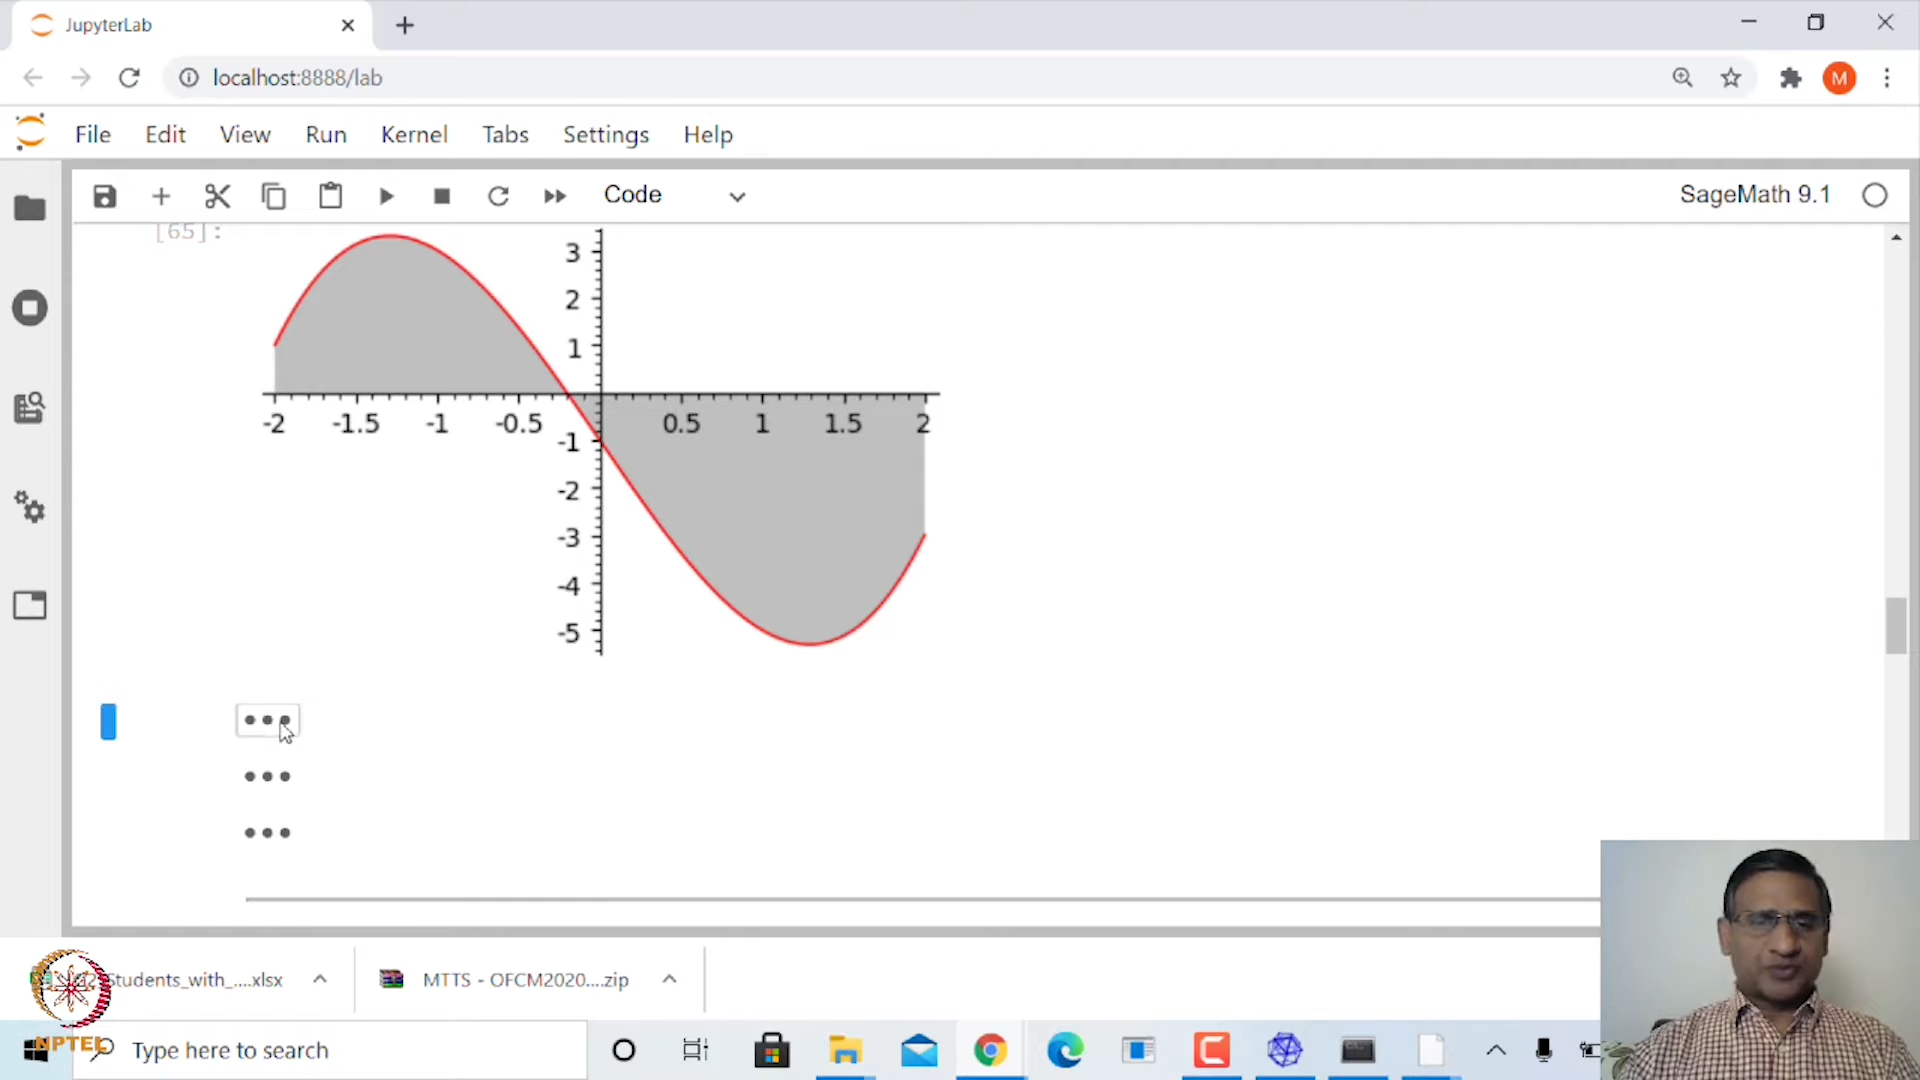 JupyterLab
localhost:8888/lab
M
File Edit View Run Kernel Tabs Settings Help
Code
SageMath 9.1
[65]:
3
2
1
-2 -1.5 -1 -0.5 0.5 1 1.5 2
-1
-2
-3
-4
-5
Students_with_....xlsx
MTTS - OFCM2020....zip
NPTEL
Type here to search